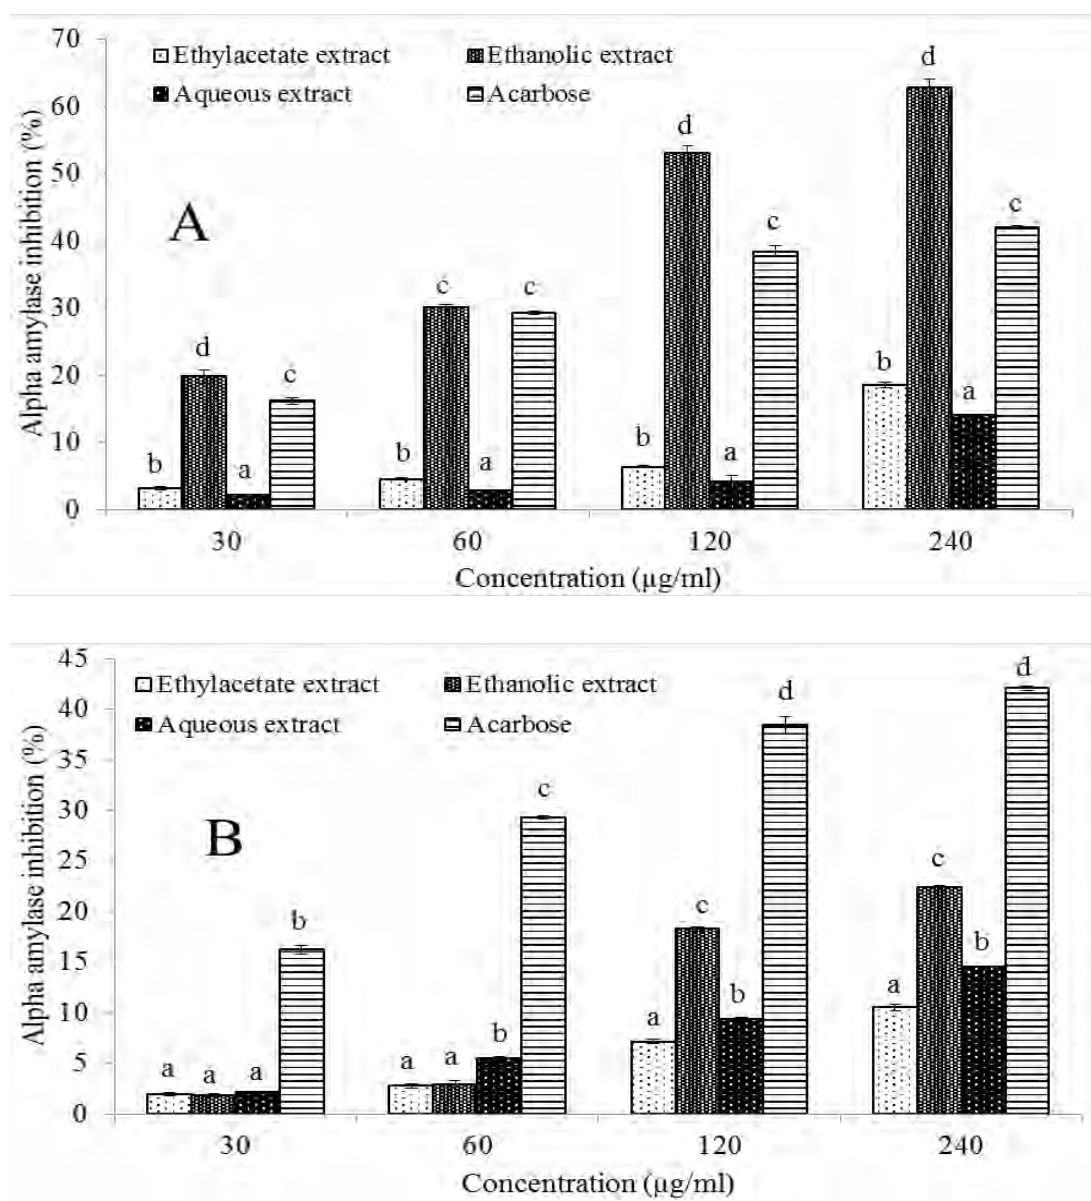 70
60
50
40
30
20
10
0
Alpha amylase inhibition (%)
Ethylacetate extract
Ethanolic extract
Aqueous extract
Acarbose
A
b d a c
b c a c
b d a c
b d a c
30 60 120 240
Concentration (µg/ml)
45
40
35
30
25
20
15
10
5
0
Alpha amylase inhibition (%)
Ethylacetate extract
Ethanolic extract
Aqueous extract
Acarbose
B
a a a b
a a b c
a c b d
a c b d
30 60 120 240
Concentration (µg/ml)